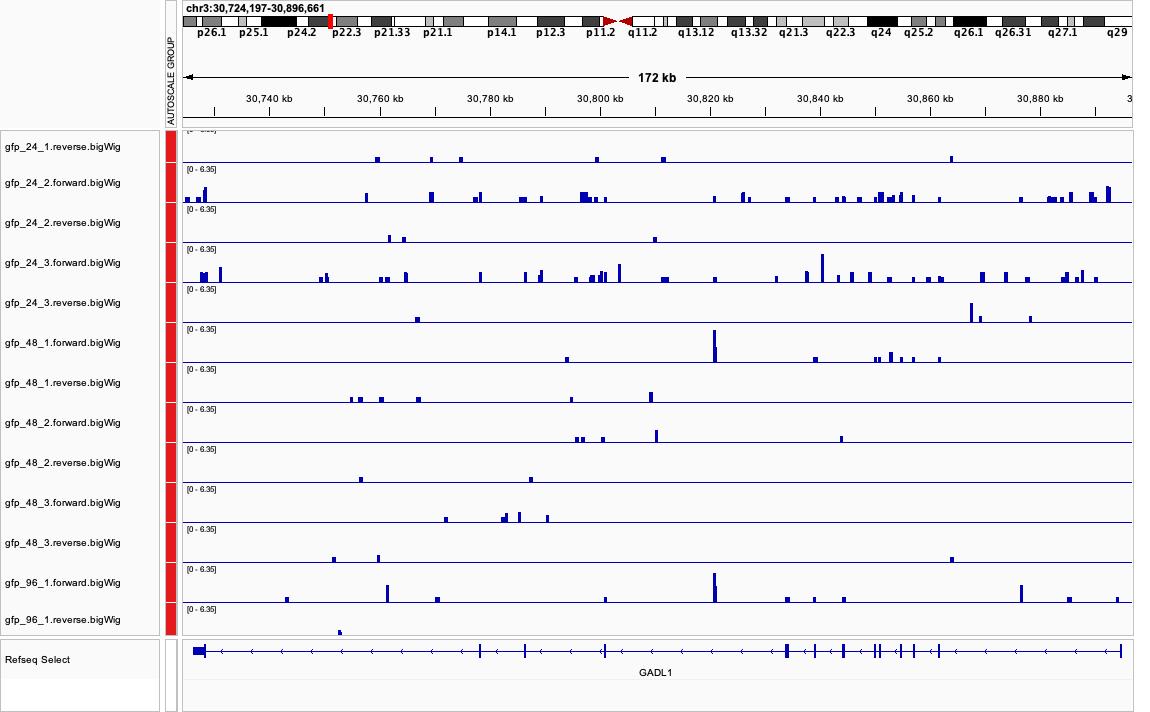 chr3:30,724,197-30,896,661
p26.1 p25.1 p24.2 p22.3 p21.33 p21.1 p14.1 p12.3 p11.2 q11.2 q13.12 q13.32 q21.3 q22.3 q24 q25.2 q26.1 q26.31 q27.1 q29
172 kb
30,740 kb 30,760 kb 30,780 kb 30,800 kb 30,820 kb 30,840 kb 30,860 kb 30,880 kb 3
AUTOSCALE GROUP
gfp_24_1.reverse.bigWig
[0 - 6.35]
gfp_24_2.forward.bigWig
[0 - 6.35]
gfp_24_2.reverse.bigWig
[0 - 6.35]
gfp_24_3.forward.bigWig
[0 - 6.35]
gfp_24_3.reverse.bigWig
[0 - 6.35]
gfp_48_1.forward.bigWig
[0 - 6.35]
gfp_48_1.reverse.bigWig
[0 - 6.35]
gfp_48_2.forward.bigWig
[0 - 6.35]
gfp_48_2.reverse.bigWig
[0 - 6.35]
gfp_48_3.forward.bigWig
[0 - 6.35]
gfp_48_3.reverse.bigWig
[0 - 6.35]
gfp_96_1.forward.bigWig
[0 - 6.35]
gfp_96_1.reverse.bigWig
Refseq Select
GADL1